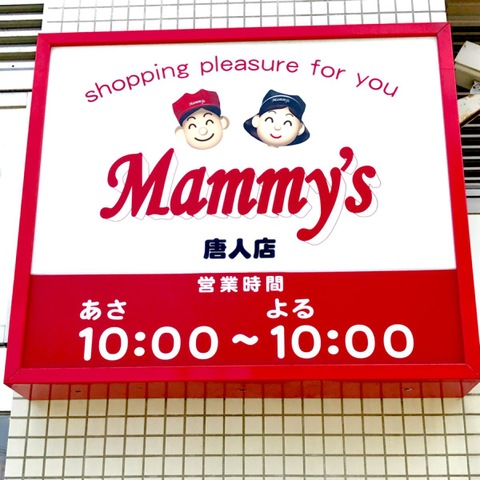 shopping pleasure for you
Mammy's
唐人店
営業時間
あさ よる
10:00～10:00